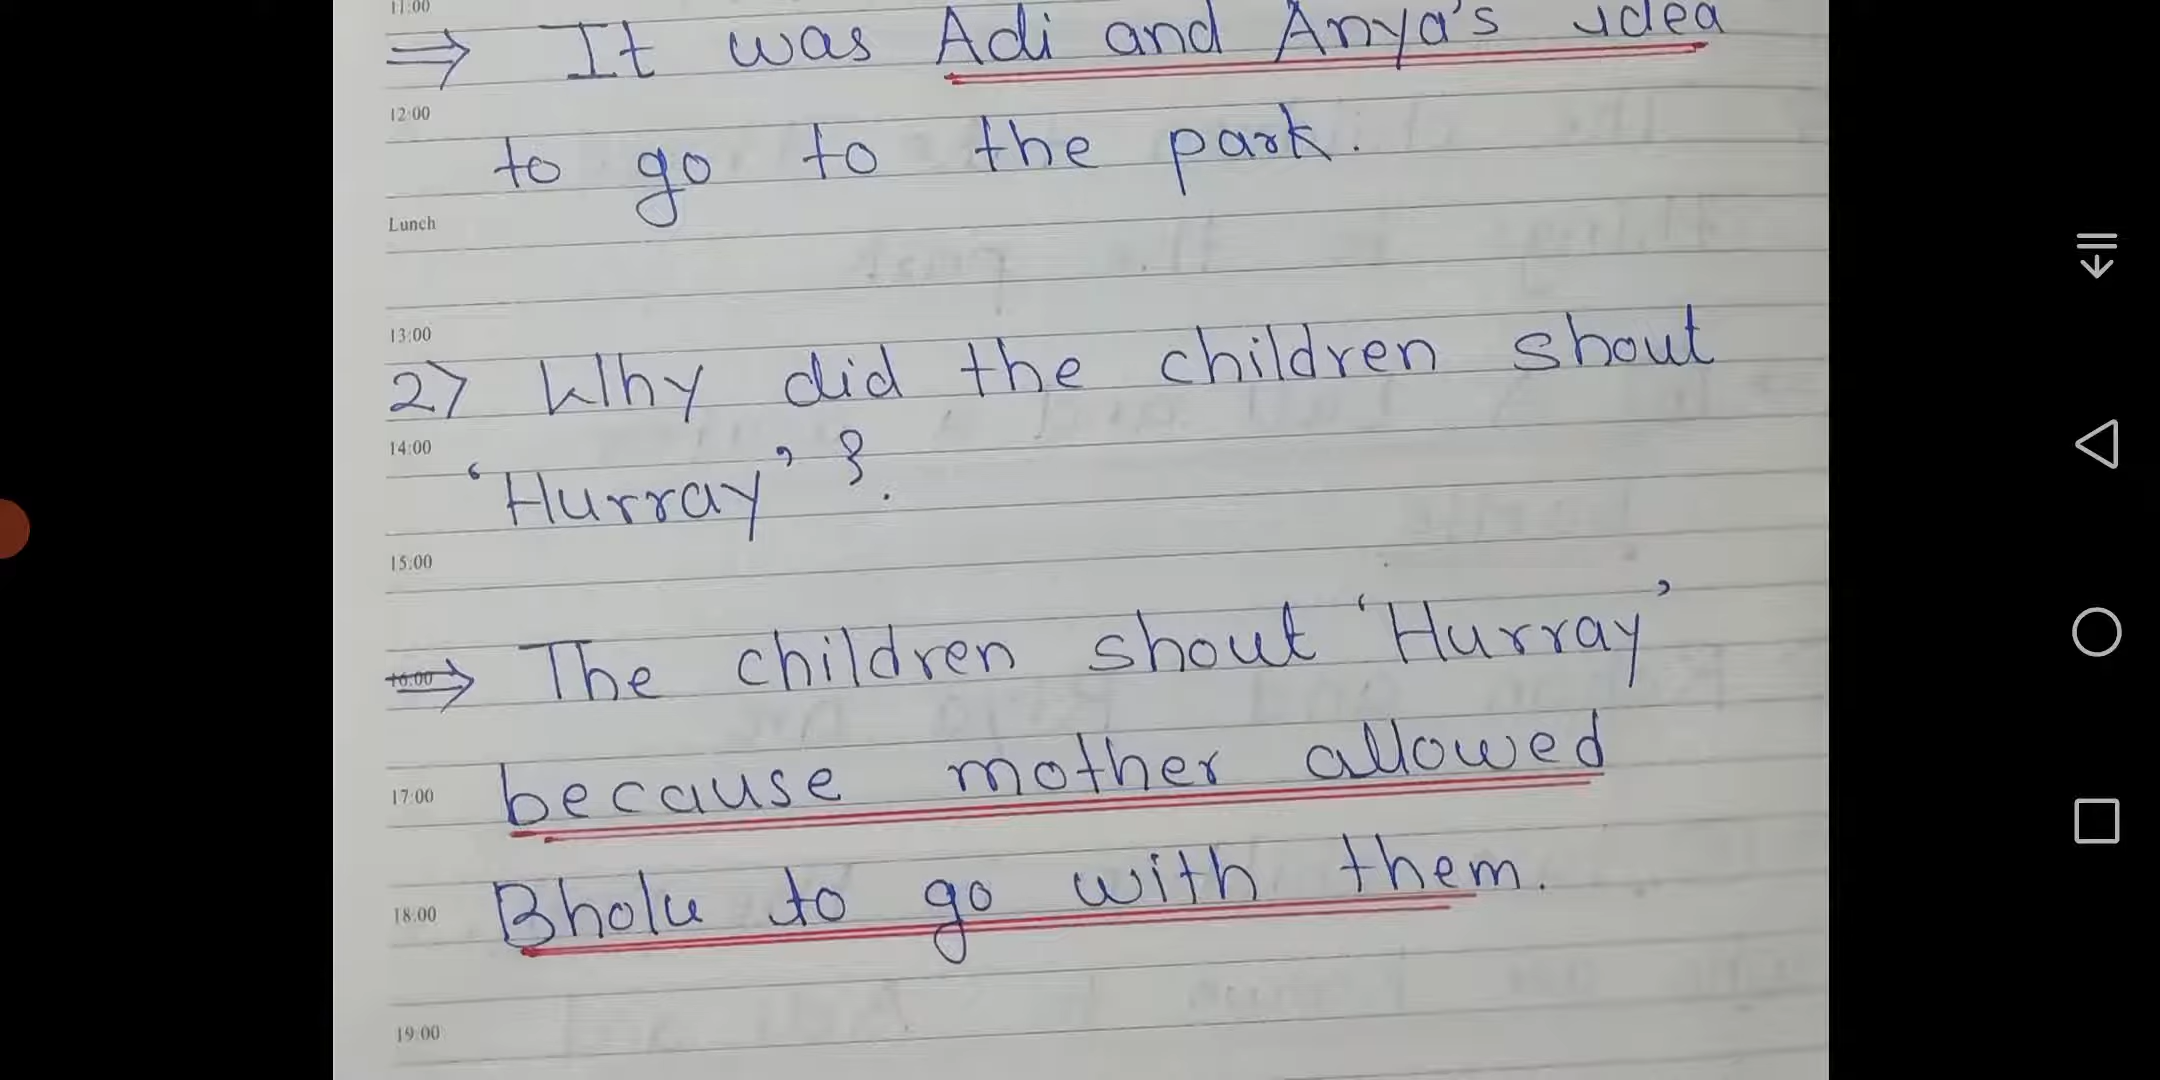 11:00
⇒ It was Adi and Anya's idea
12:00
to go to the park.
Lunch
13:00
2> Why did the children shout
14:00
'Hurray' ?
15:00
16:00
⇒ The children shout 'Hurray'
because mother allowed
17:00
Bholu to go with them.
18:00
19:00